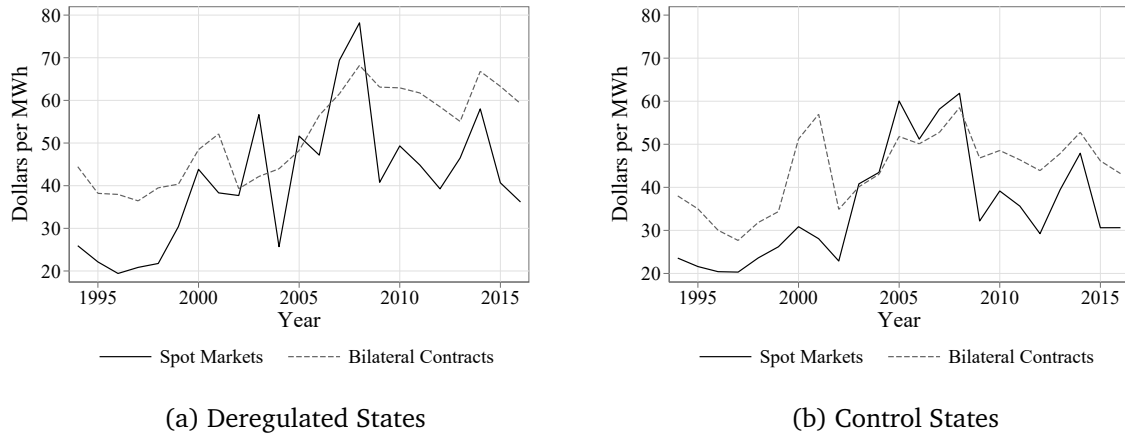 Dollars per MWh
80
70
60
50
40
30
20
1995 2000 2005 2010 2015
Year
Spot Markets Bilateral Contracts
(a) Deregulated States
Dollars per MWh
80
70
60
50
40
30
20
1995 2000 2005 2010 2015
Year
Spot Markets Bilateral Contracts
(b) Control States